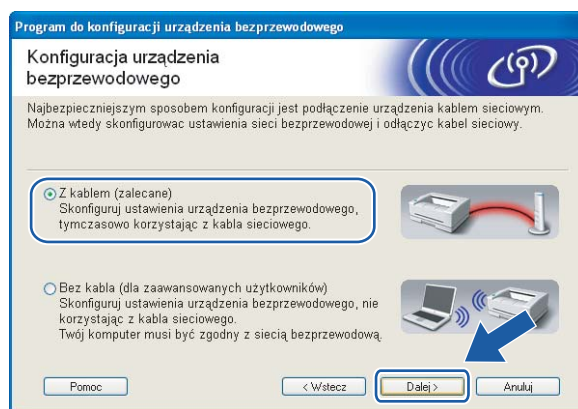 Program do konfiguracji urządzenia bezprzewodowego
Konfiguracja urządzenia
bezprzewodowego
Najbezpieczniejszym sposobem konfiguracji jest podłączenie urządzenia kablem sieciowym.
Można wtedy skonfigurowac ustawienia sieci bezprzewodowej i odłączyc kabel sieciowy.
Z kablem (zalecane)
Skonfiguruj ustawienia urządzenia bezprzewodowego,
tymczasowo korzystając z kabla sieciowego.
Bez kabla (dla zaawansowanych użytkowników)
Skonfiguruj ustawienia urządzenia bezprzewodowego, nie
korzystając z kabla sieciowego.
Twój komputer musi być zgodny z siecią bezprzewodową.
Pomoc
< Wstecz
Dalej >
Anuluj